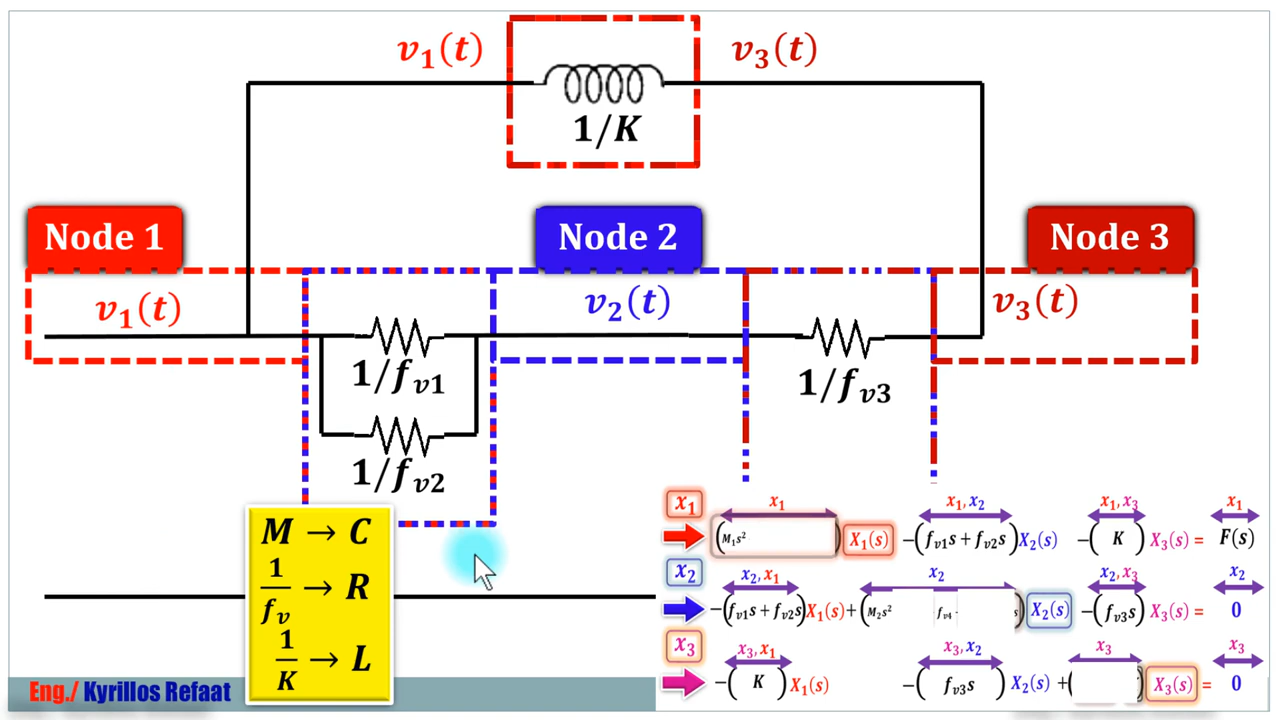 v₁(t) v₃(t)
1/K
Node 1 Node 2 Node 3
v₁(t) v₂(t) v₃(t)
1/fᵥ₁ 1/fᵥ₃
1/fᵥ₂
M → C
1/fᵥ → R
1/K → L
x₁ x₁ x₁, x₂ x₁, x₃ x₁
(M₁s² ) X₁(s) −(fᵥ₁s + fᵥ₂s)X₂(s) −( K ) X₃(s) = F(s)
x₂ x₂, x₁ x₂ x₂, x₃ x₂
−(fᵥ₁s + fᵥ₂s)X₁(s)+(M₂s² fᵥ₄ s) X₂(s) −(fᵥ₃s) X₃(s) = 0
x₃ x₃, x₁ x₃, x₂ x₃ x₃
−( K ) X₁(s) −( fᵥ₃s ) X₂(s) +( ) X₃(s) = 0
Eng./ Kyrillos Refaat